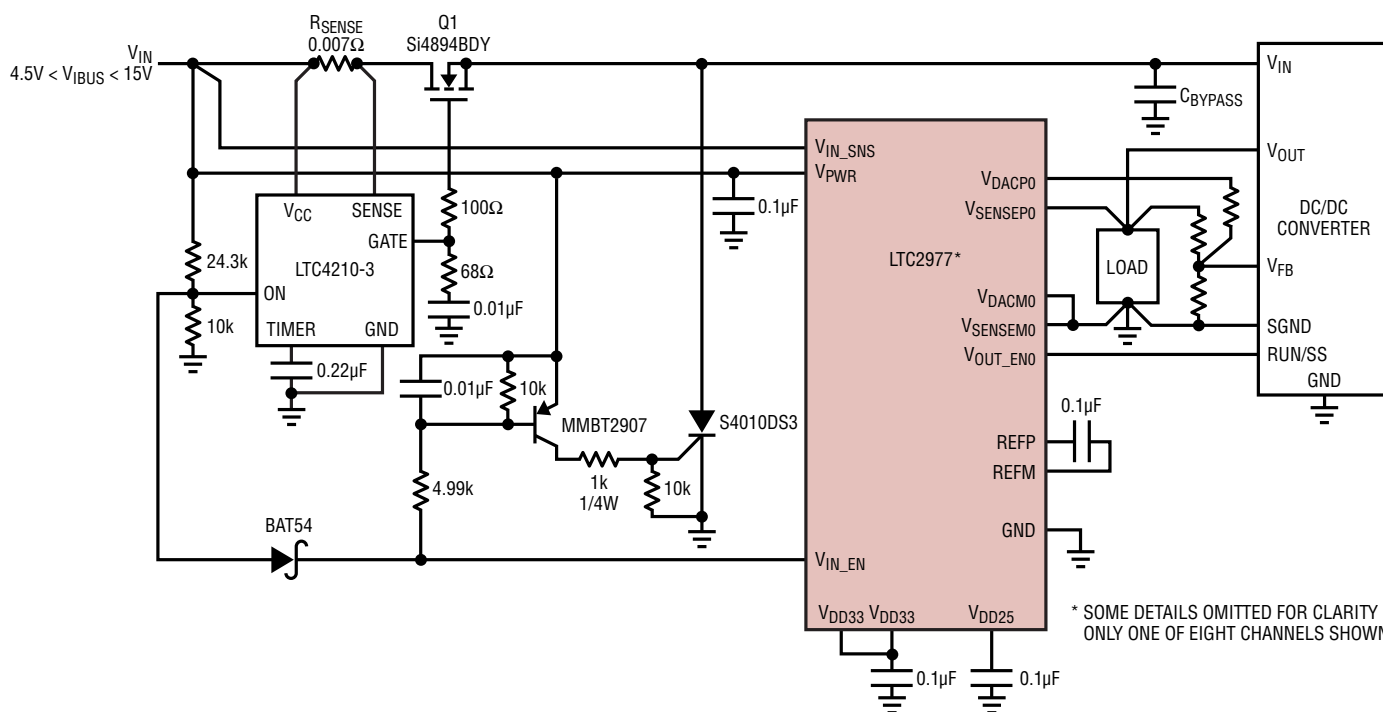 VIN
4.5V < VIBUS < 15V
RSENSE
0.007Ω
Q1
Si4894BDY
VCC SENSE
GATE
LTC4210-3
ON
TIMER GND
24.3k
10k
0.22µF
100Ω
68Ω
0.01µF
0.01µF
10k
MMBT2907
4.99k
1k
1/4W
10k
S4010DS3
BAT54
0.1µF
VIN_SNS
VPWR
VDACP0
VSENSEP0
LTC2977*
VDACM0
VSENSEM0
VOUT_EN0
REFP
REFM
GND
VIN_EN
VDD33 VDD33 VDD25
0.1µF
0.1µF
0.1µF
LOAD
CBYPASS
VIN
VOUT
DC/DC
CONVERTER
VFB
SGND
RUN/SS
GND
* SOME DETAILS OMITTED FOR CLARITY
ONLY ONE OF EIGHT CHANNELS SHOWN